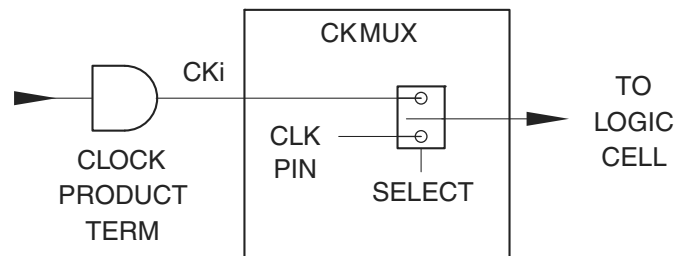 CKMUX
CKi
CLK
PIN
SELECT
CLOCK
PRODUCT
TERM
TO
LOGIC
CELL